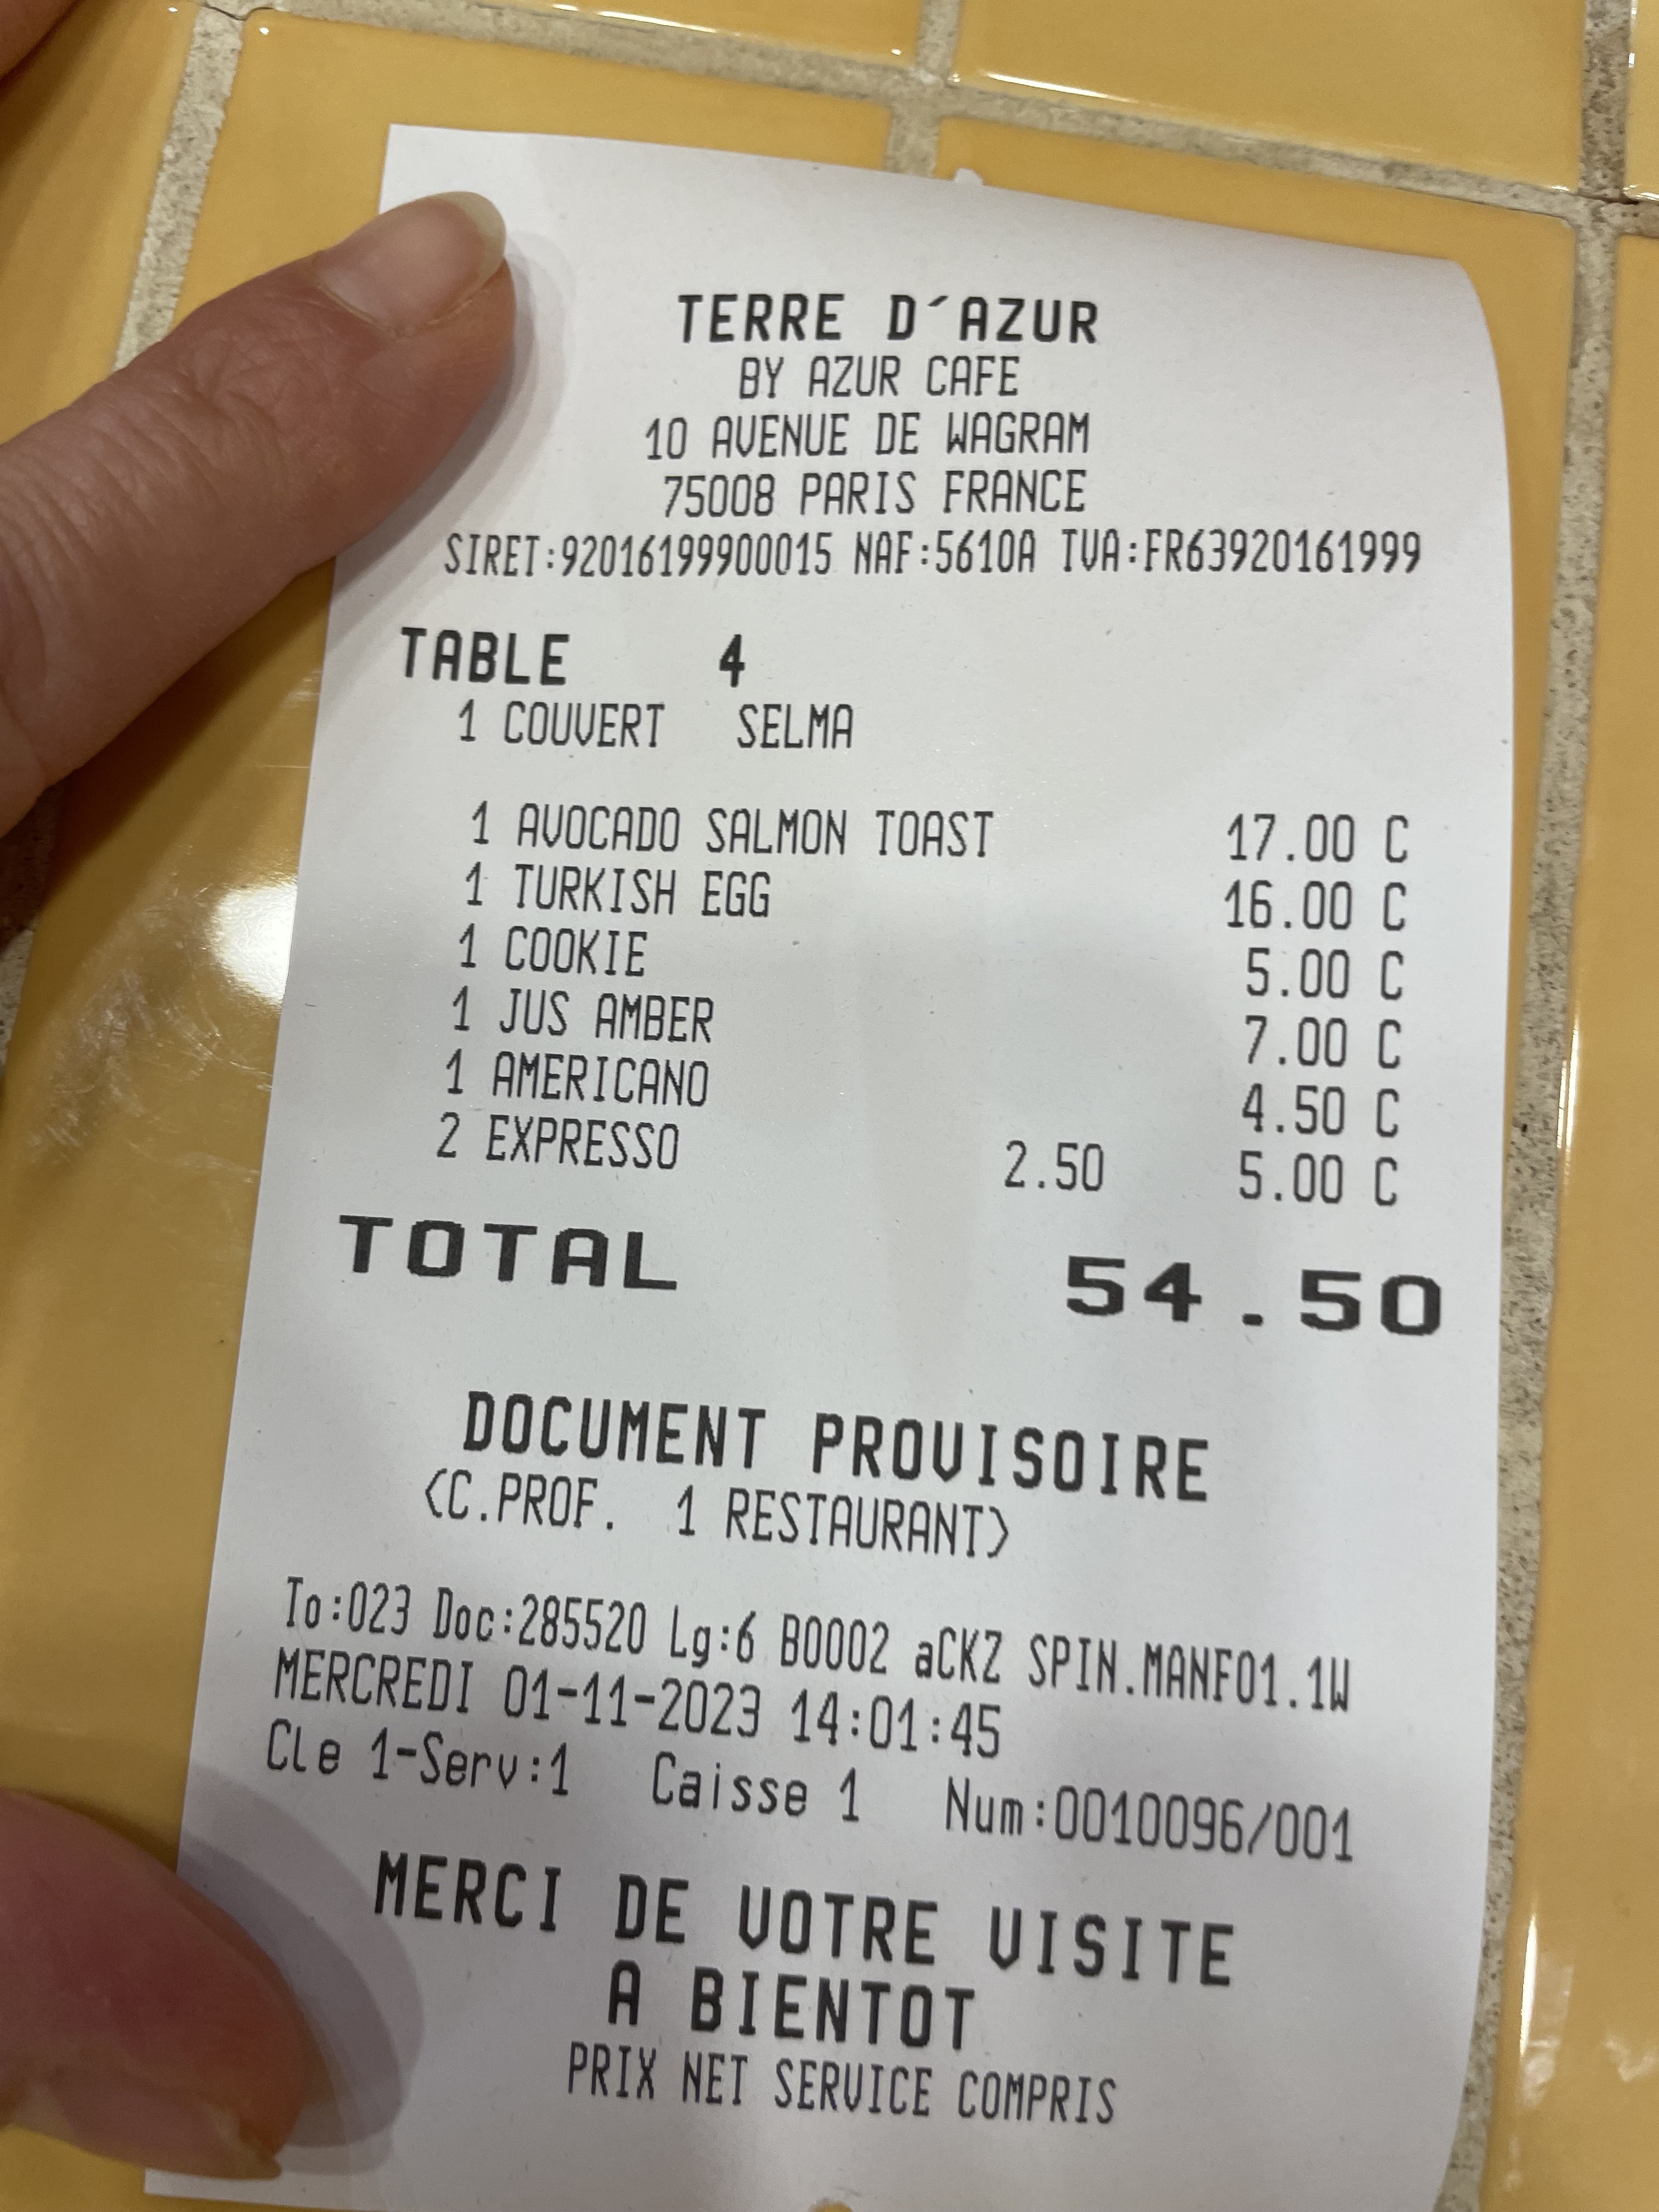 TERRE D´AZUR
BY AZUR CAFE
10 AVENUE DE WAGRAM
75008 PARIS FRANCE
SIRET:92016199900015 NAF:5610A TVA:FR63920161999
TABLE 4
1 COUVERT SELMA
1 AVOCADO SALMON TOAST 17.00 C
1 TURKISH EGG 16.00 C
1 COOKIE 5.00 C
1 JUS AMBER 7.00 C
1 AMERICANO 4.50 C
2 EXPRESSO 2.50 5.00 C
TOTAL 54.50
DOCUMENT PROVISOIRE
<C.PROF. 1 RESTAURANT>
To:023 Doc:285520 Lg:6 B0002 aCKZ SPIN.MANF01.1W
MERCREDI 01-11-2023 14:01:45
Cle 1-Serv:1 Caisse 1 Num:0010096/001
MERCI DE VOTRE VISITE
A BIENTOT
PRIX NET SERVICE COMPRIS